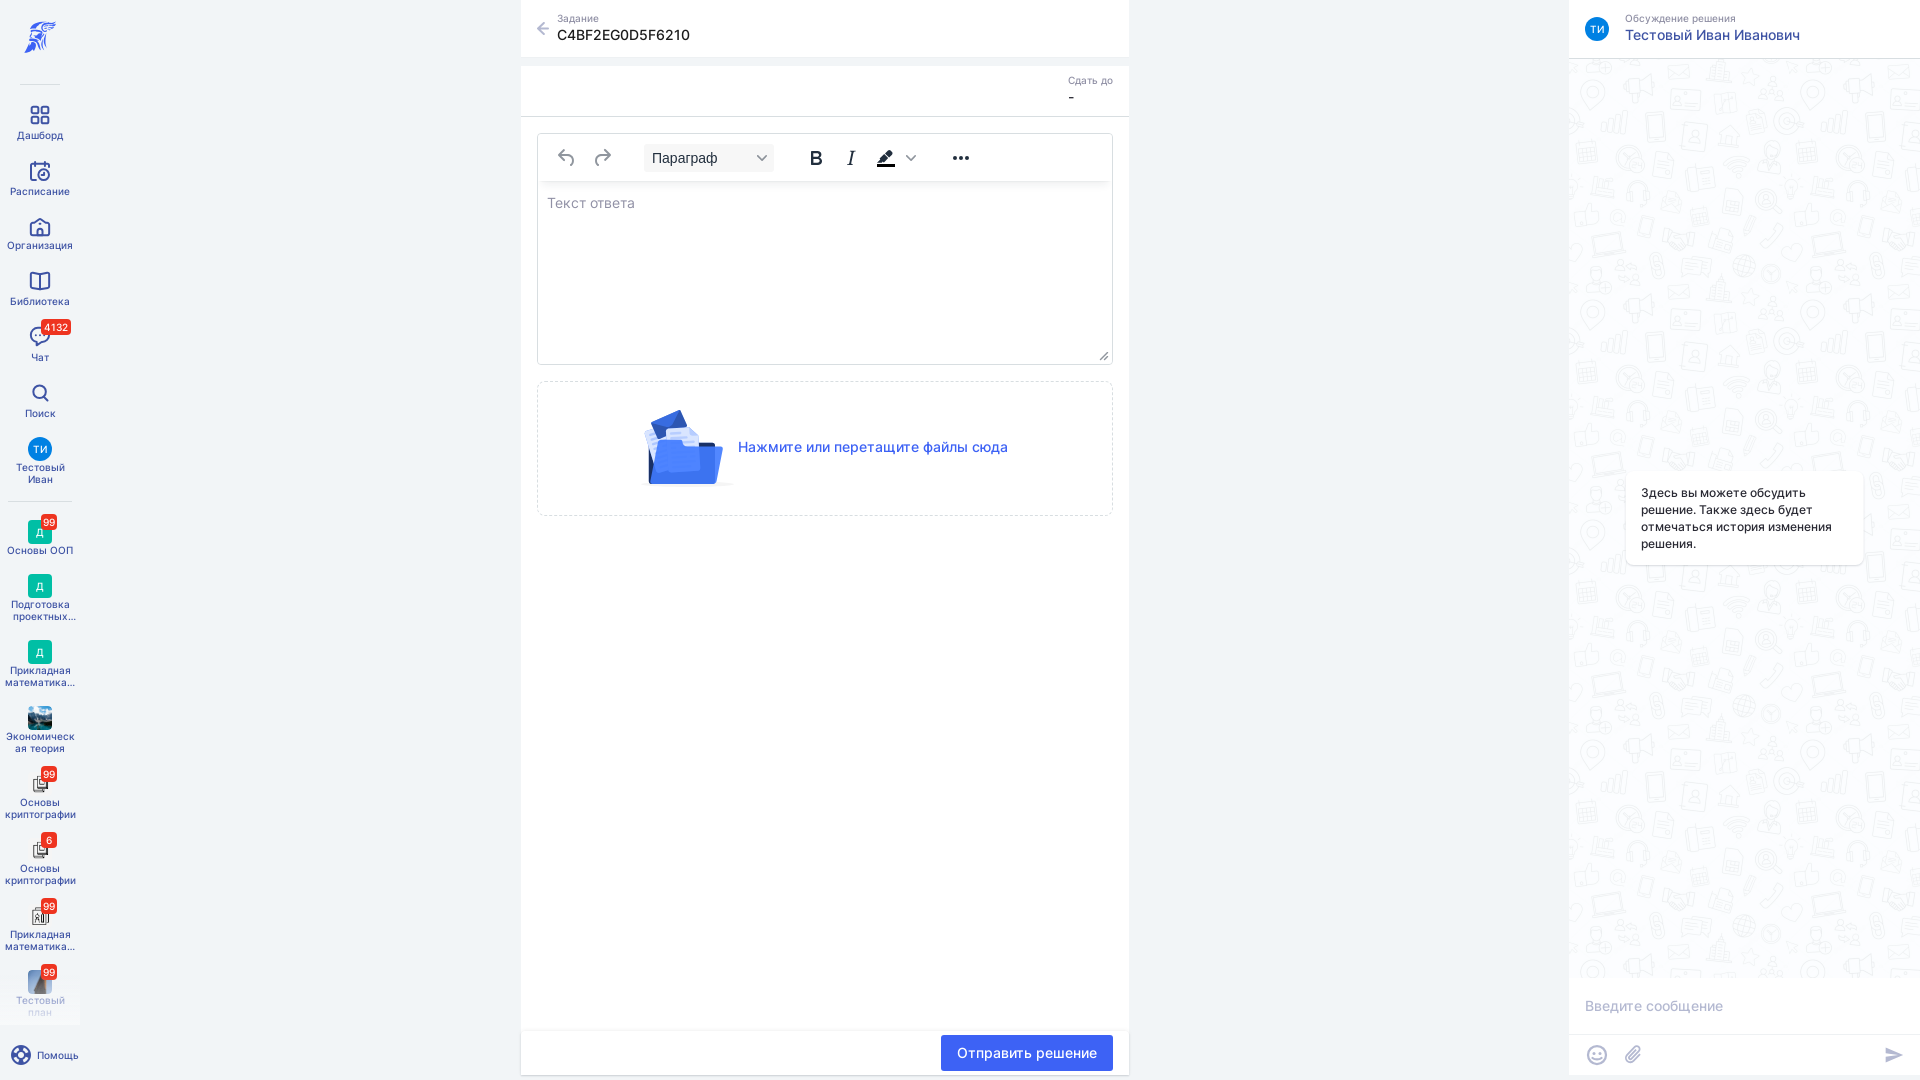 Дашборд
Расписание
Организация
Библиотека
4132
Чат
Поиск
ТИ
Тестовый
Иван
99
Д
Основы ООП
Д
Подготовка
проектных...
Д
Прикладная
математика...
Экономическ
ая теория
99
Основы
криптографии
6
Основы
криптографии
99
Прикладная
математика...
99
Тестовый
план
Помощь
Задание
C4BF2EG0D5F6210
Сдать до
-
Параграф
B I
Текст ответа
Нажмите или перетащите файлы сюда
Отправить решение
ТИ
Обсуждение решения
Тестовый Иван Иванович
Здесь вы можете обсудить
решение. Также здесь будет
отмечаться история изменения
решения.
Введите сообщение